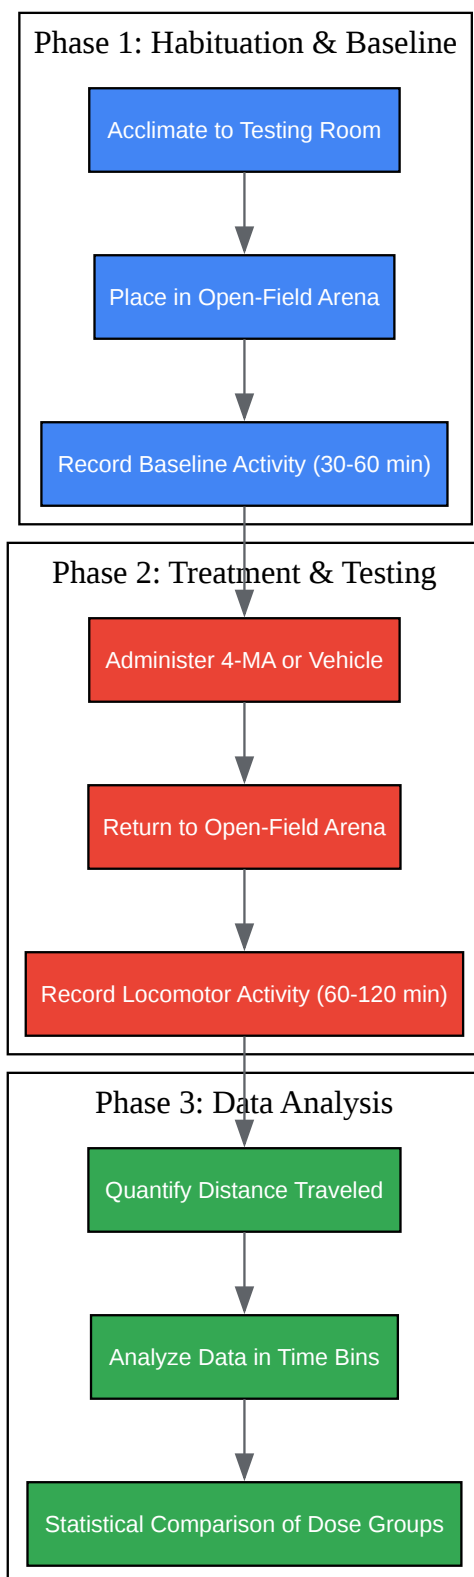 Phase 1: Habituation & Baseline
Acclimate to Testing Room
Place in Open-Field Arena
Record Baseline Activity (30-60 min)
Phase 2: Treatment & Testing
Administer 4-MA or Vehicle
Return to Open-Field Arena
Record Locomotor Activity (60-120 min)
Phase 3: Data Analysis
Quantify Distance Traveled
Analyze Data in Time Bins
Statistical Comparison of Dose Groups